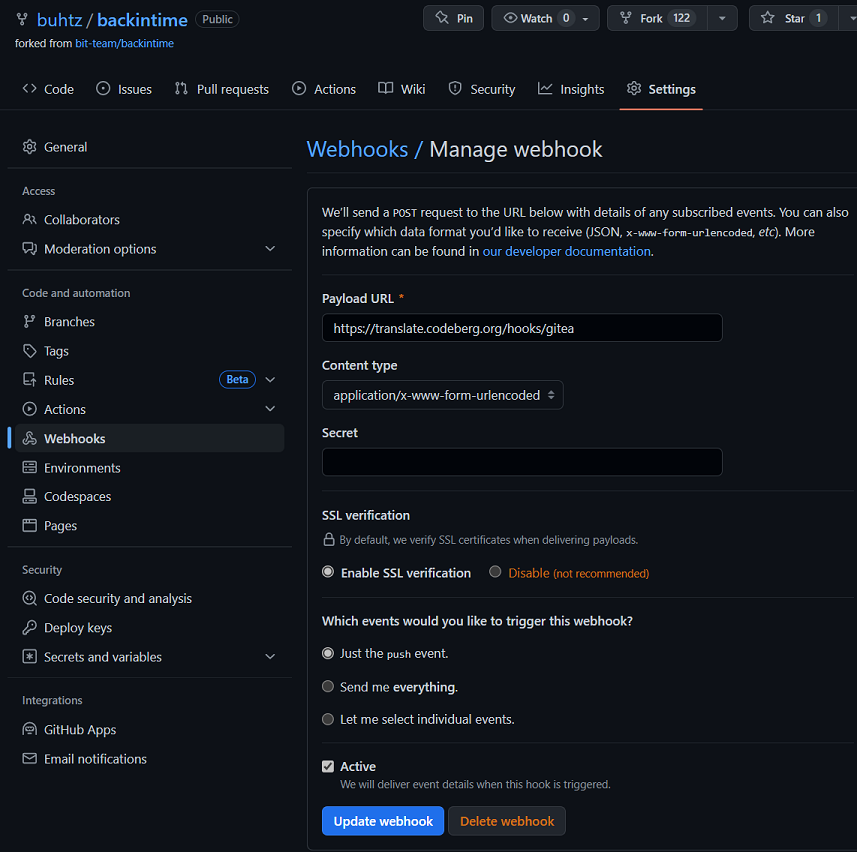 buhtz / backintime Public
Pin
Watch 0
Fork 122
Star 1
forked from bit-team/backintime
Code
Issues
Pull requests
Actions
Wiki
Security
Insights
Settings
General
Access
Collaborators
Moderation options
Code and automation
Branches
Tags
Rules Beta
Actions
Webhooks
Environments
Codespaces
Pages
Security
Code security and analysis
Deploy keys
Secrets and variables
Integrations
GitHub Apps
Email notifications
Webhooks / Manage webhook
We'll send a POST request to the URL below with details of any subscribed events. You can also
specify which data format you'd like to receive (JSON, x-www-form-urlencoded, etc). More
information can be found in our developer documentation.
Payload URL *
https://translate.codeberg.org/hooks/gitea
Content type
application/x-www-form-urlencoded
Secret
SSL verification
By default, we verify SSL certificates when delivering payloads.
Enable SSL verification
Disable (not recommended)
Which events would you like to trigger this webhook?
Just the push event.
Send me everything.
Let me select individual events.
Active
We will deliver event details when this hook is triggered.
Update webhook
Delete webhook